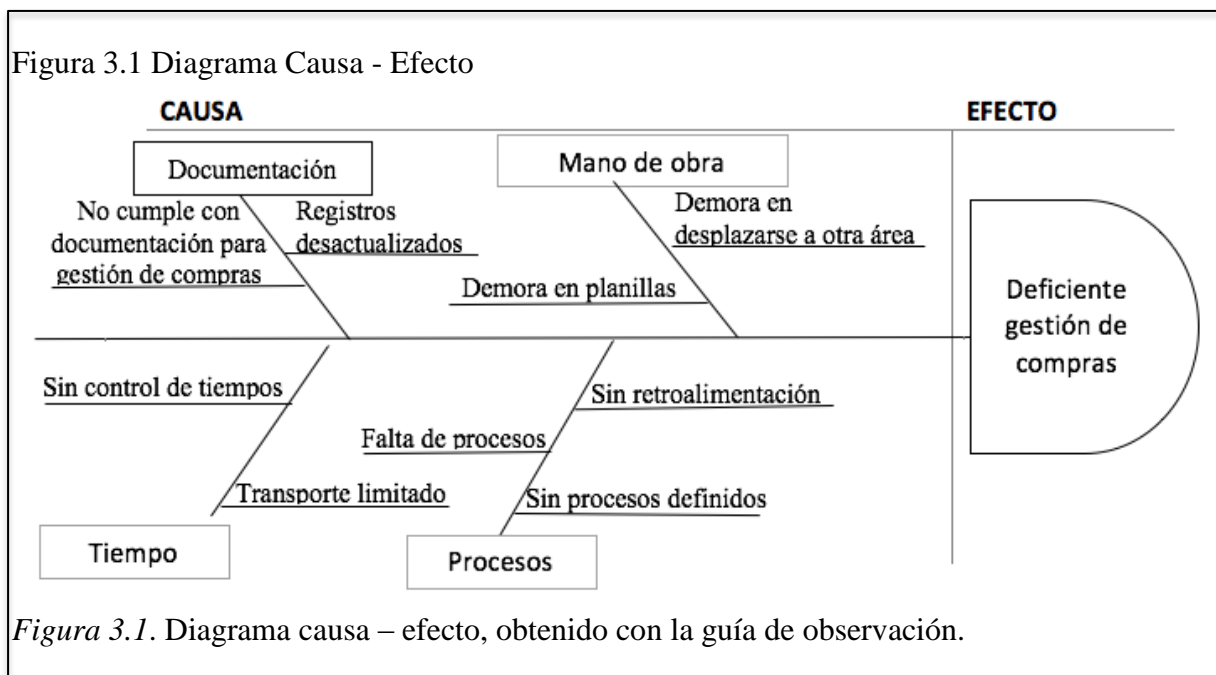 Figura 3.1 Diagrama Causa - Efecto
CAUSA
EFECTO
Documentación
Mano de obra
No cumple con
documentación para
gestión de compras
Registros
desactualizados
Demora en
desplazarse a otra área
Demora en planillas
Deficiente
gestión de
compras
Sin control de tiempos
Transporte limitado
Sin retroalimentación
Falta de procesos
Sin procesos definidos
Tiempo
Procesos
Figura 3.1. Diagrama causa – efecto, obtenido con la guía de observación.